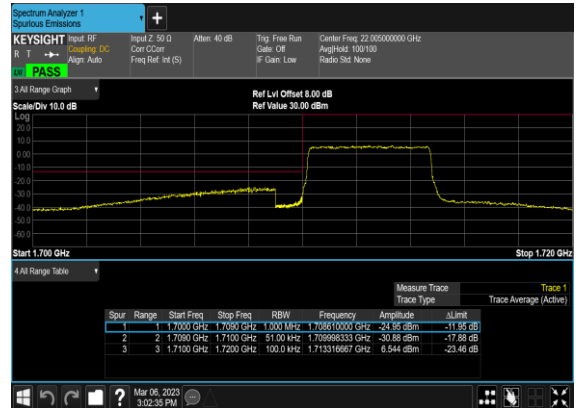 Spectrum Analyzer 1
Spurious Emissions
+
KEYSIGHT Input: RF Input Z: 50 Ω Atten: 40 dB Trig: Free Run Center Freq: 22.005000000 GHz
R T Coupling: DC Corr CCorr Gate: Off Avg|Hold: 100/100
Align: Auto Freq Ref: Int (S) IF Gain: Low Radio Std: None
LW PASS
3 All Range Graph
Ref Lvl Offset 8.00 dB
Scale/Div 10.0 dB Ref Value 30.00 dBm
Log
20.0
10.0
0.00
-10.0
-20.0
-30.0
-40.0
-50.0
-60.0
Start 1.700 GHz Stop 1.720 GHz
4 All Range Table
Measure Trace Trace 1
Trace Type Trace Average (Active)
Spur Range Start Freq Stop Freq RBW Frequency Amplitude ΔLimit
1 1 1.7000 GHz 1.7090 GHz 1.000 MHz 1.708610000 GHz -24.95 dBm -11.95 dB
2 2 1.7090 GHz 1.7100 GHz 51.00 kHz 1.709998333 GHz -30.88 dBm -17.88 dB
3 3 1.7100 GHz 1.7200 GHz 100.0 kHz 1.713316667 GHz 6.544 dBm -23.46 dB
? Mar 06, 2023
3:02:35 PM